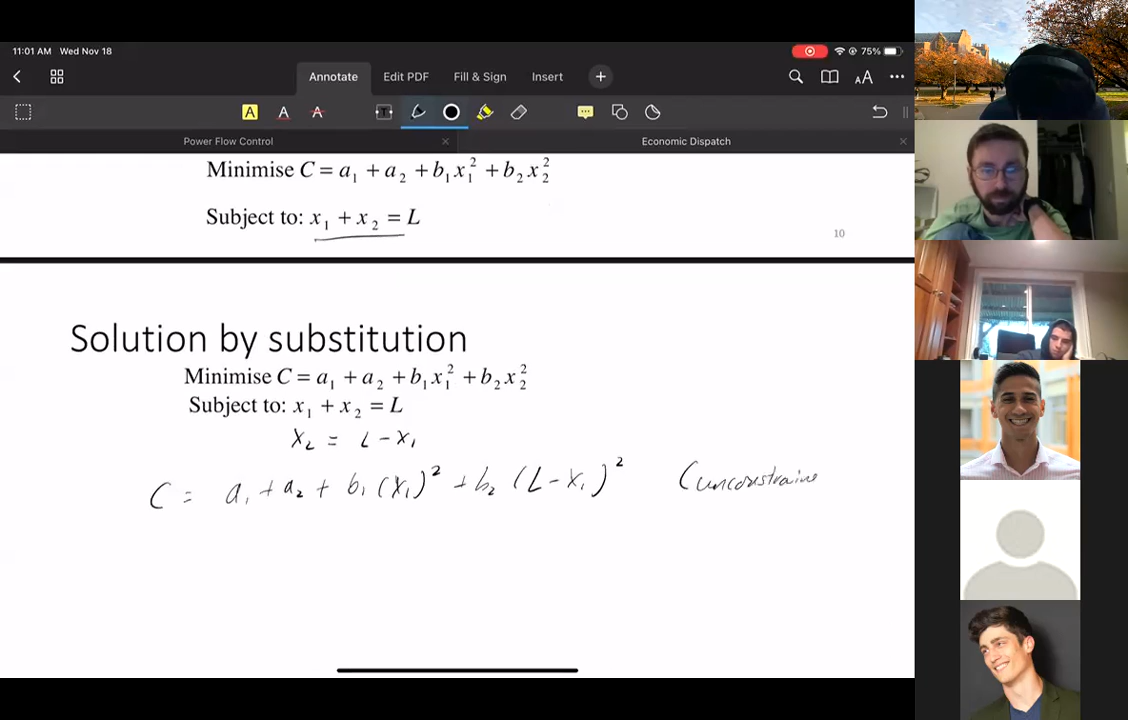 11:01 AM Wed Nov 18
75%
Annotate Edit PDF Fill & Sign Insert
Power Flow Control
Economic Dispatch
Minimise C = a₁ + a₂ + b₁x₁² + b₂x₂²
Subject to: x₁ + x₂ = L
10
Solution by substitution
Minimise C = a₁ + a₂ + b₁x₁² + b₂x₂²
Subject to: x₁ + x₂ = L
x₂ = L - x₁
C = a₁ + a₂ + b₁(x₁)² + b₂(L - x₁)² (unconstraine